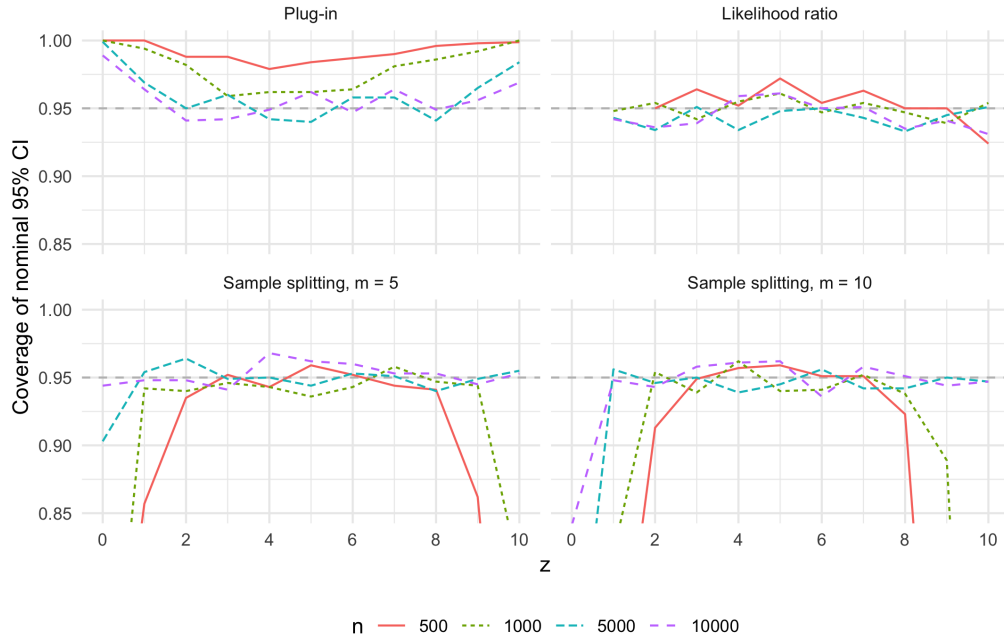 Plug-in
Likelihood ratio
1.00
0.95
0.90
0.85
Sample splitting, m = 5
Sample splitting, m = 10
1.00
0.95
0.90
0.85
0 2 4 6 8 10
0 2 4 6 8 10
Coverage of nominal 95% CI
z
n 500 1000 5000 10000